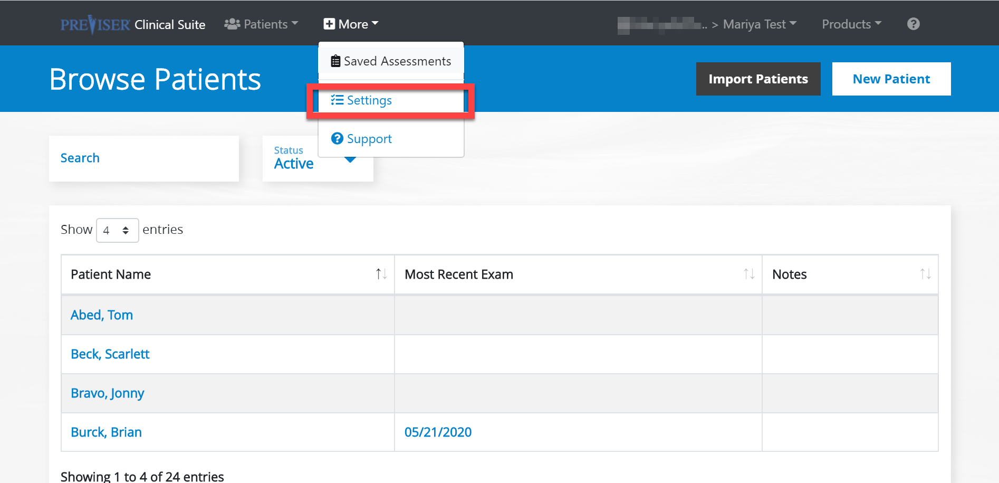 PREVISER Clinical Suite Patients More .. > Mariya Test Products
Saved Assessments
Browse Patients
Import Patients
New Patient
Settings
Support
Search
Status
Active
Show 4 entries
Patient Name Most Recent Exam Notes
Abed, Tom
Beck, Scarlett
Bravo, Jonny
Burck, Brian 05/21/2020
Showing 1 to 4 of 24 entries